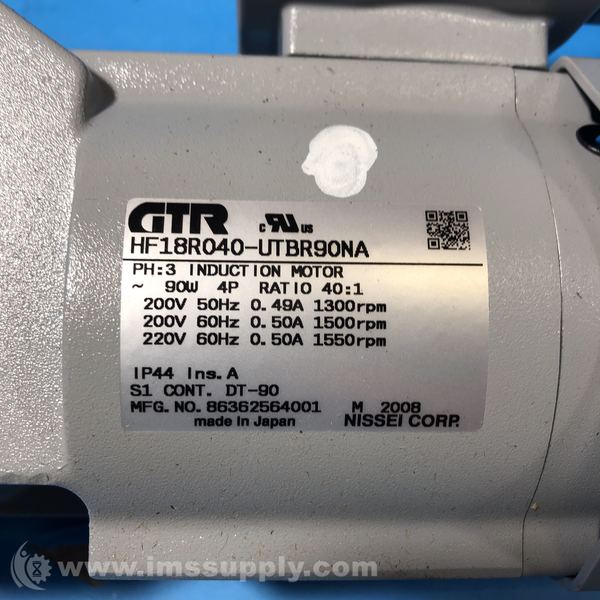 GTR c RU US
HF18R040-UTBR90NA
PH:3 INDUCTION MOTOR
~ 90W 4P RATIO 40:1
200V 50Hz 0.49A 1300rpm
200V 60Hz 0.50A 1500rpm
220V 60Hz 0.50A 1550rpm
IP44 Ins.A
S1 CONT. DT-90
MFG.NO.86362564001 M 2008
made in Japan NISSEI CORP.
www.imssupply.com/